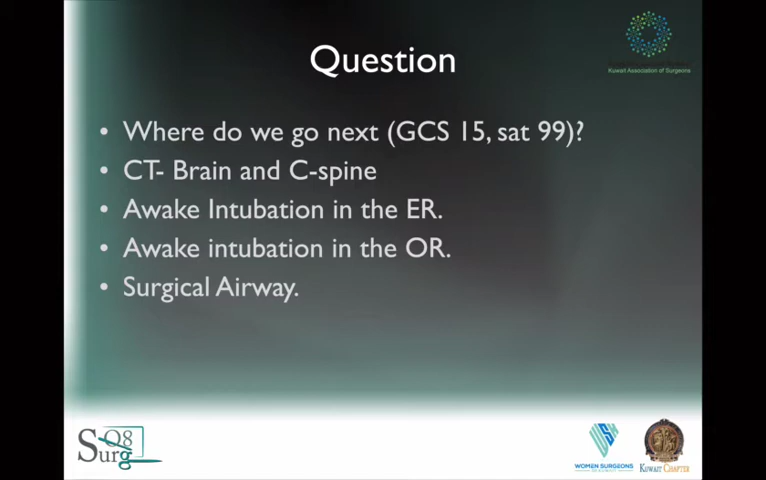 Question
Kuwait Association of Surgeons
• Where do we go next (GCS 15, sat 99)?
• CT- Brain and C-spine
• Awake Intubation in the ER.
• Awake intubation in the OR.
• Surgical Airway.
Q8
Surg
WOMEN SURGEONS
KUWAIT CHAPTER